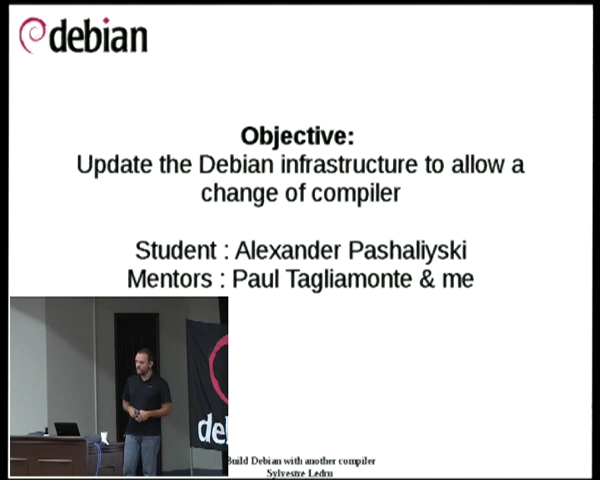 debian
Objective:
Update the Debian infrastructure to allow a
change of compiler
Student : Alexander Pashaliyski
Mentors : Paul Tagliamonte & me
de
Build Debian with another compiler
Sylvestre Ledru